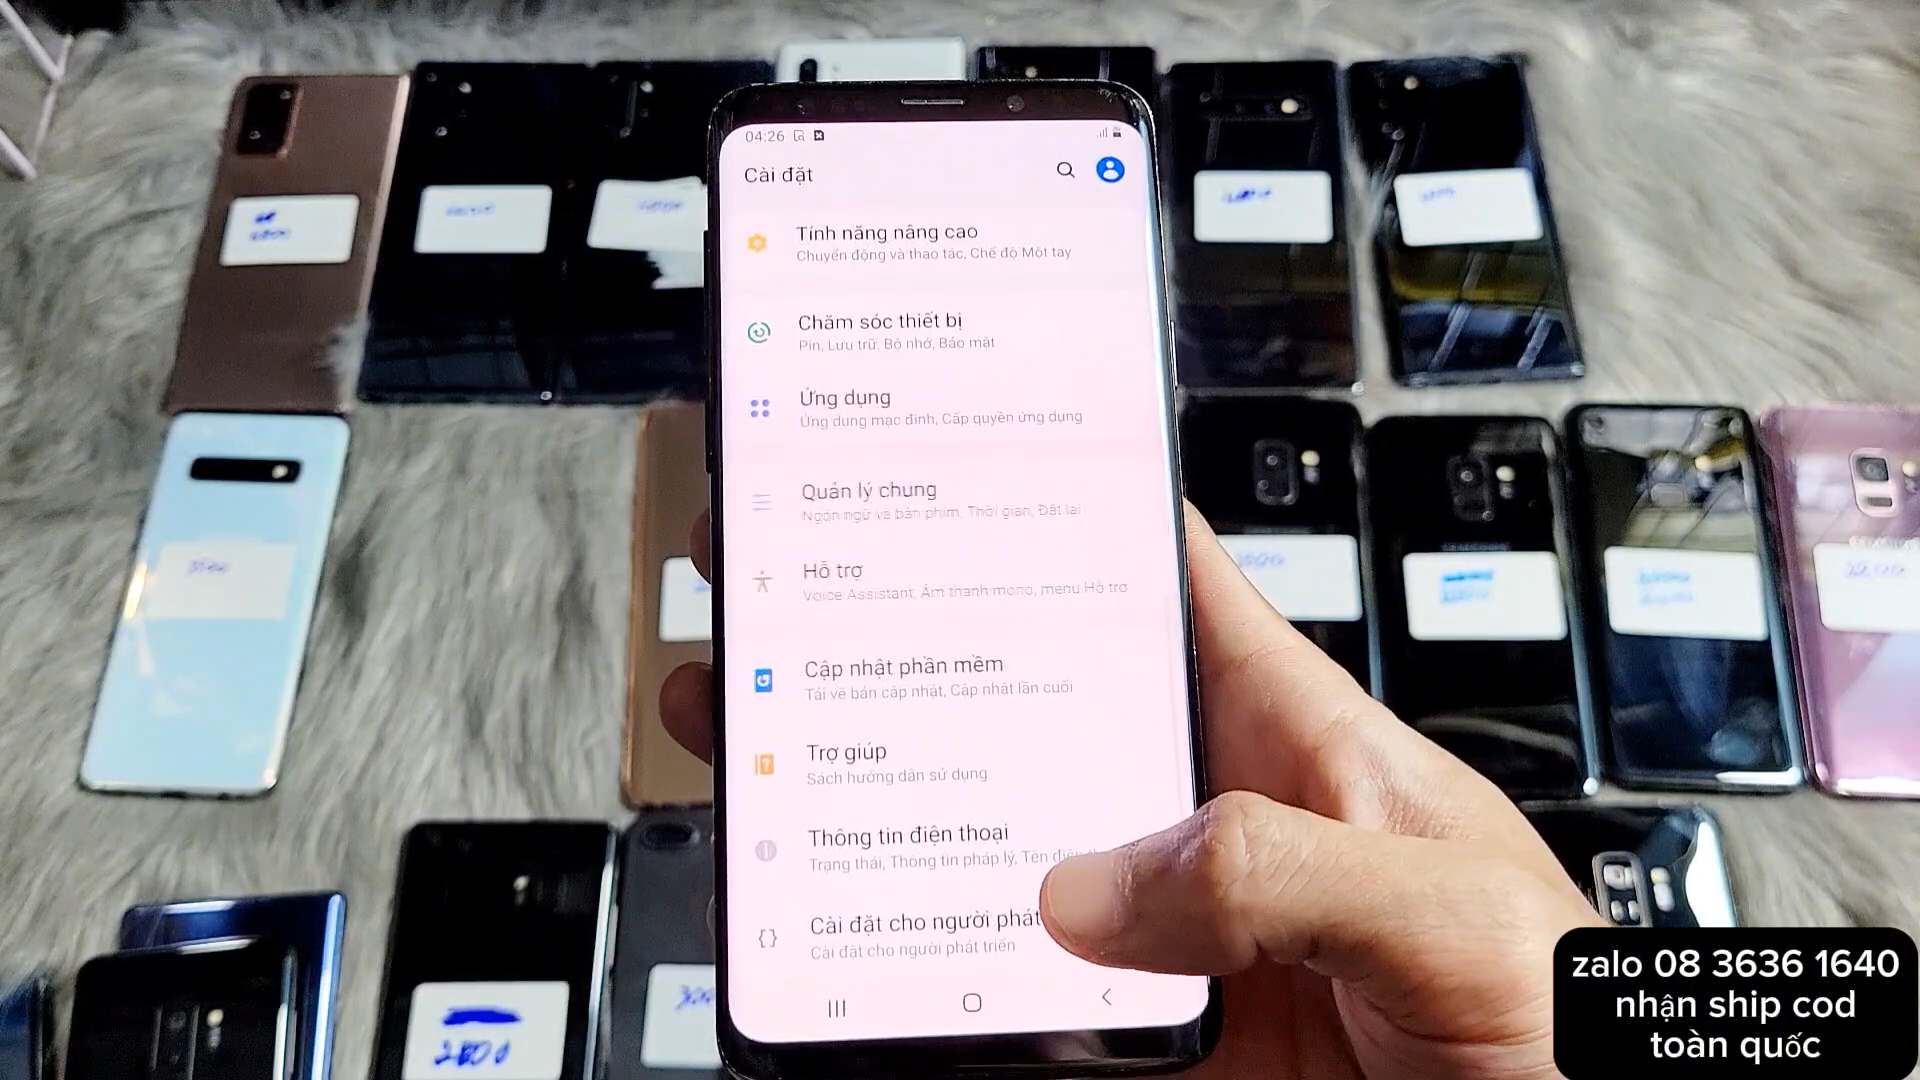 04:26
Cài đặt
Tính năng nâng cao
Chuyển động và thao tác, Chế độ Một tay
Chăm sóc thiết bị
Pin, Lưu trữ, Bộ nhớ, Bảo mật
Ứng dụng
Ứng dụng mặc định, Cấp quyền ứng dụng
Quản lý chung
Ngôn ngữ và bàn phím, Thời gian, Đặt lại
Hỗ trợ
Voice Assistant, Âm thanh mono, menu Hỗ trợ
Cập nhật phần mềm
Tải về bản cập nhật, Cập nhật lần cuối
Trợ giúp
Sách hướng dẫn sử dụng
Thông tin điện thoại
Trạng thái, Thông tin pháp lý, Tên điện
Cài đặt cho người phát
Cài đặt cho người phát triển
2800
zalo 08 3636 1640
nhận ship cod
toàn quốc